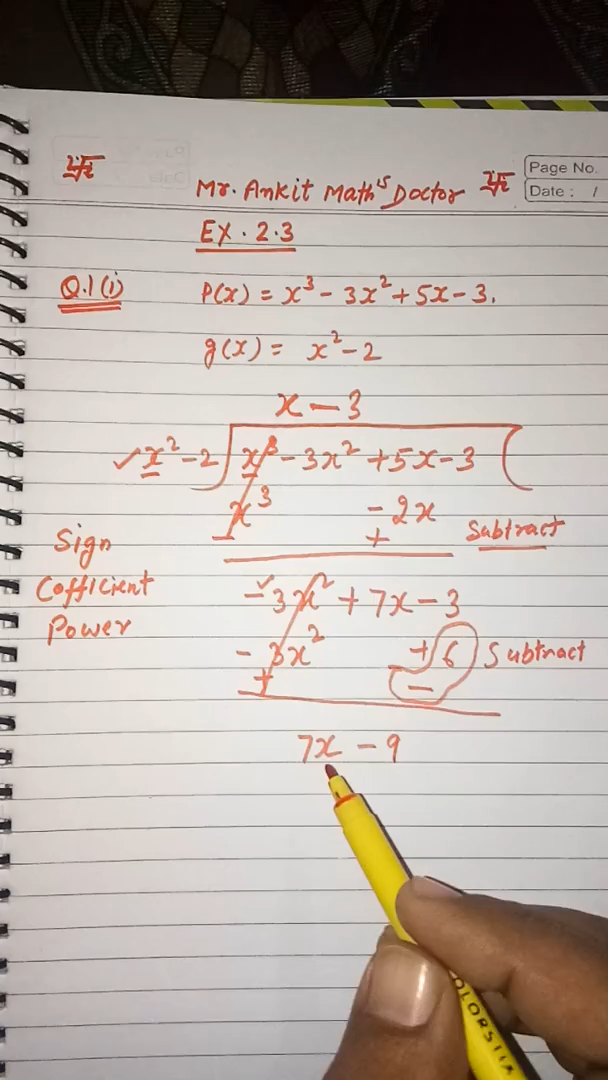 ॐ Mr. Ankit Math's Doctor ॐ
Page No.
Date : /
EX. 2.3
Q.1(i) P(x) = x³ - 3x² + 5x - 3.
g(x) = x² - 2
x - 3
x² - 2 x³ - 3x² + 5x - 3
x³ - 2x
- + Subtract
Sign
Cofficient
Power
- 3x² + 7x - 3
- 3x² + 6 Subtract
+ -
7x - 9
COLORSTIX